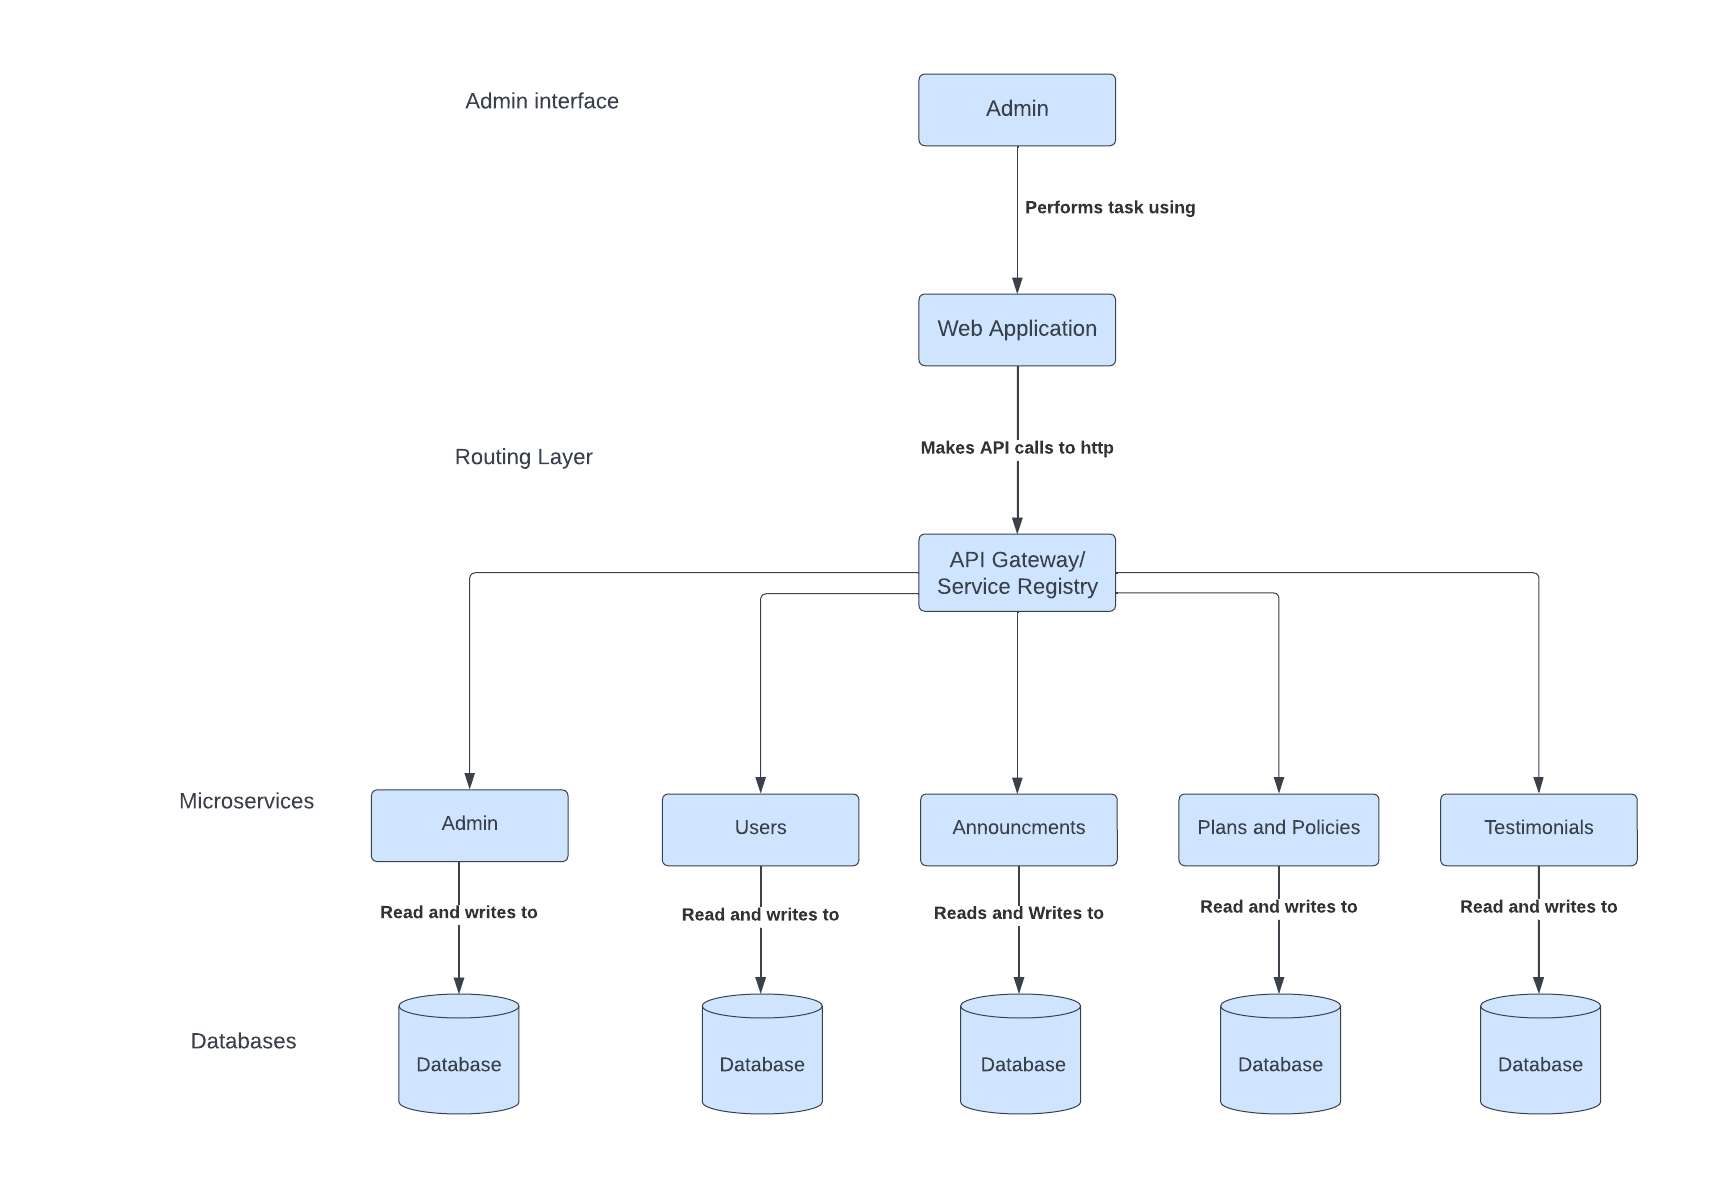 Admin interface
Admin
Performs task using
Web Application
Makes API calls to http
Routing Layer
API Gateway/
Service Registry
Microservices
Admin
Users
Announcments
Plans and Policies
Testimonials
Read and writes to
Read and writes to
Reads and Writes to
Read and writes to
Read and writes to
Databases
Database
Database
Database
Database
Database